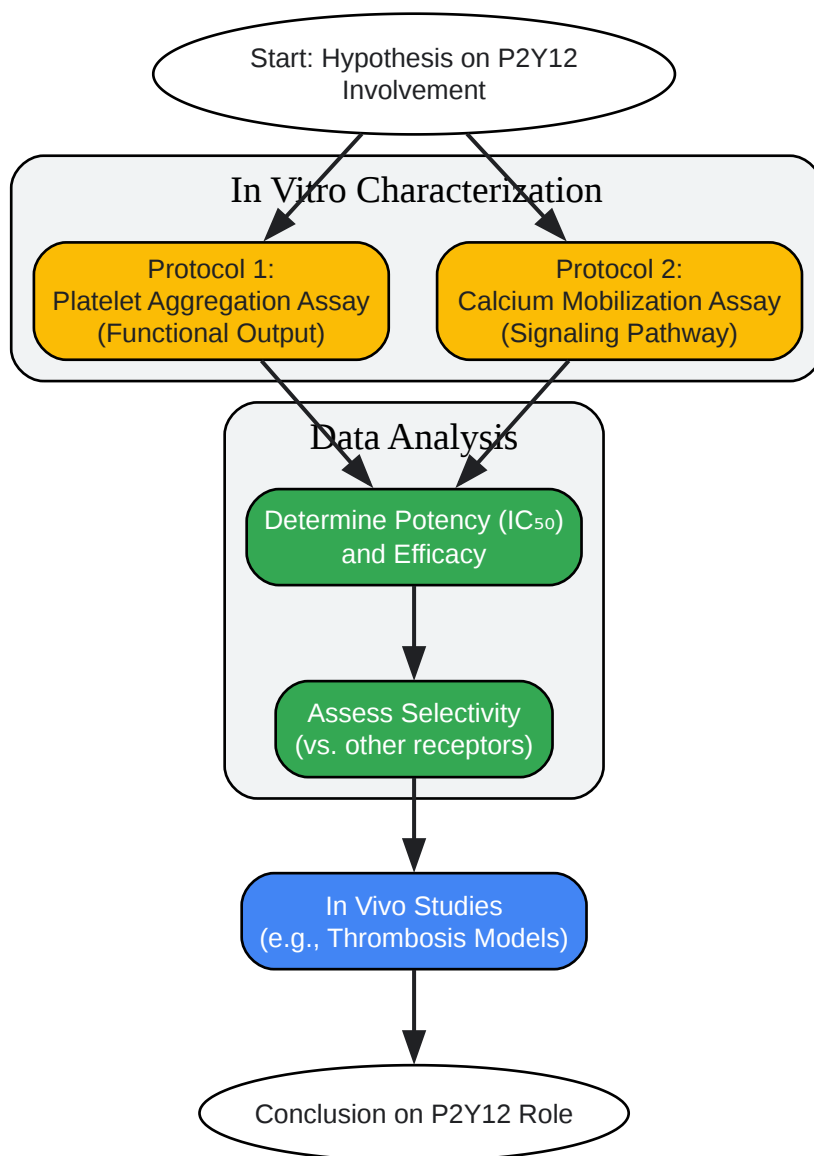 Start: Hypothesis on P2Y12
Involvement
In Vitro Characterization
Protocol 1:
Platelet Aggregation Assay
(Functional Output)
Protocol 2:
Calcium Mobilization Assay
(Signaling Pathway)
Data Analysis
Determine Potency (IC₅₀)
and Efficacy
Assess Selectivity
(vs. other receptors)
In Vivo Studies
(e.g., Thrombosis Models)
Conclusion on P2Y12 Role